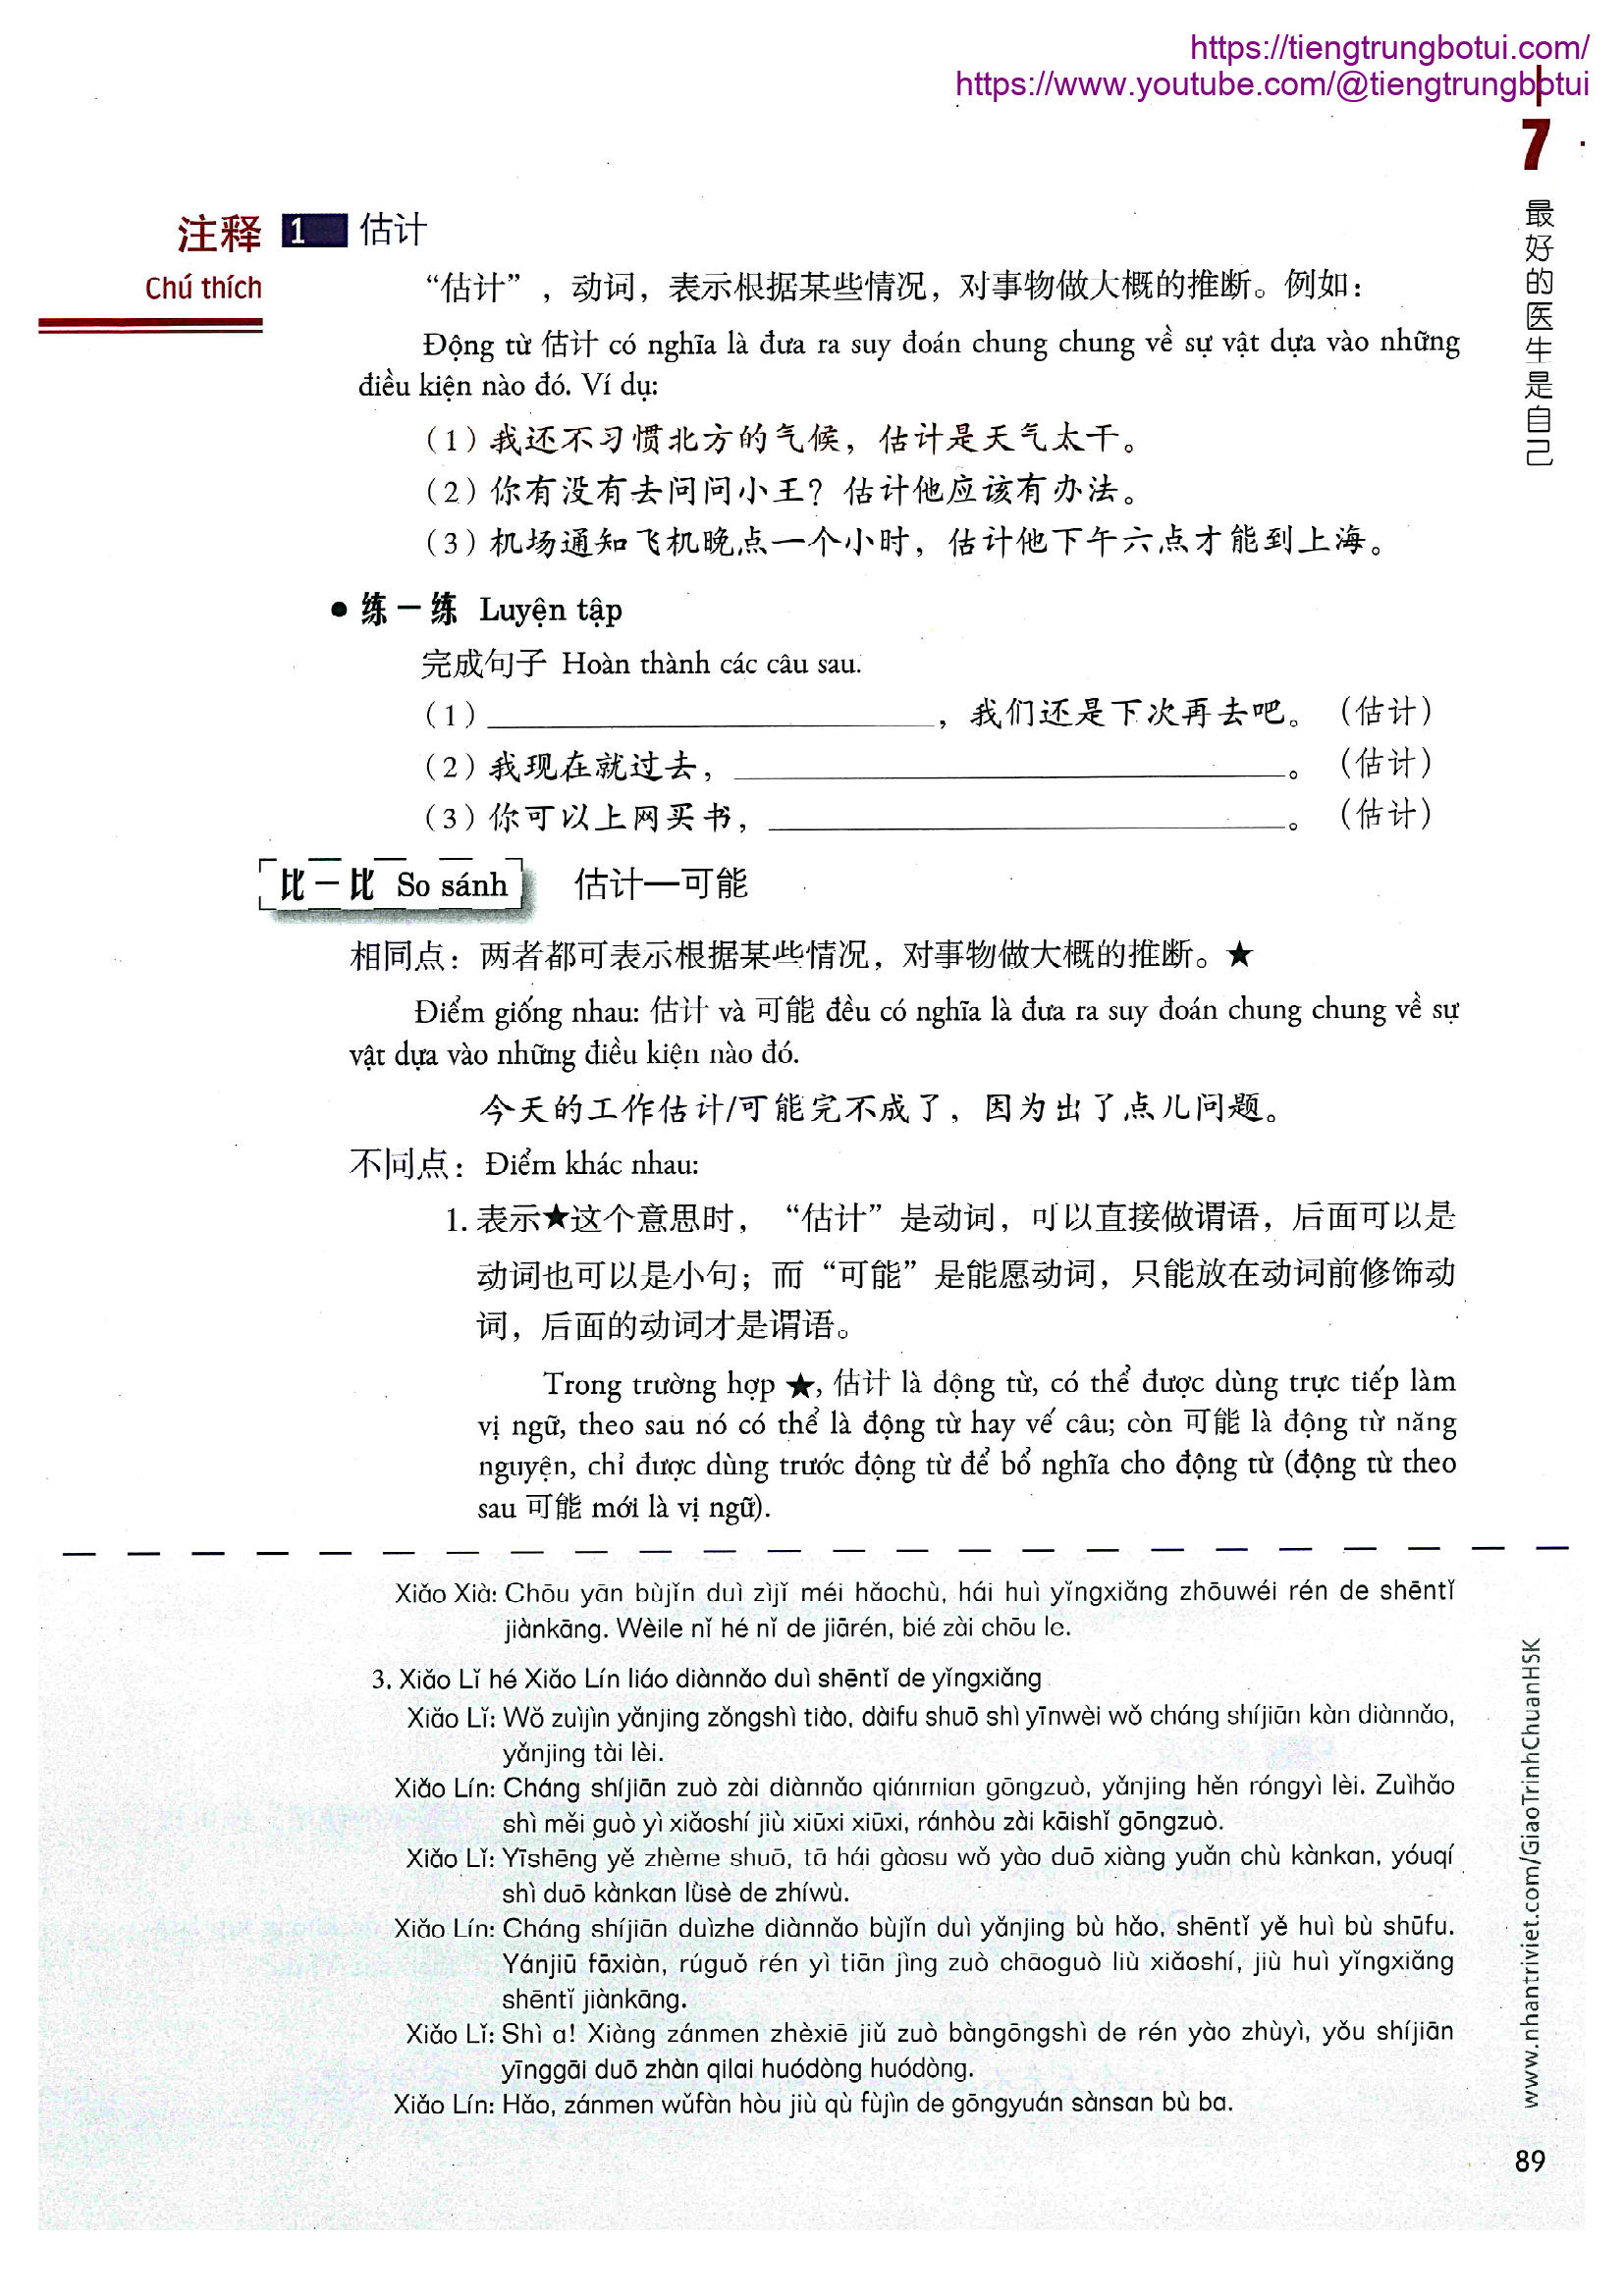 https://tiengtrungbotui.com/
https://www.youtube.com/@tiengtrungbotui
7
最好的医生是自己
注释 1 估计
Chú thích
“估计”，动词，表示根据某些情况，对事物做大概的推断。例如：
Động từ 估计 có nghĩa là đưa ra suy đoán chung chung về sự vật dựa vào những
điều kiện nào đó. Ví dụ:
（1）我还不习惯北方的气候，估计是天气太干。
（2）你有没有去问问小王？估计他应该有办法。
（3）机场通知飞机晚点一个小时，估计他下午六点才能到上海。
● 练一练 Luyện tập
完成句子 Hoàn thành các câu sau.
（1）____________________，我们还是下次再去吧。（估计）
（2）我现在就过去，____________________。（估计）
（3）你可以上网买书，____________________。（估计）
比一比 So sánh 估计—可能
相同点：两者都可表示根据某些情况，对事物做大概的推断。★
Điểm giống nhau: 估计 và 可能 đều có nghĩa là đưa ra suy đoán chung chung về sự
vật dựa vào những điều kiện nào đó.
今天的工作估计/可能完不成了，因为出了点儿问题。
不同点：Điểm khác nhau:
1. 表示★这个意思时，“估计”是动词，可以直接做谓语，后面可以是
动词也可以是小句；而“可能”是能愿动词，只能放在动词前修饰动
词，后面的动词才是谓语。
Trong trường hợp ★, 估计 là động từ, có thể được dùng trực tiếp làm
vị ngữ, theo sau nó có thể là động từ hay vế câu; còn 可能 là động từ năng
nguyện, chỉ được dùng trước động từ để bổ nghĩa cho động từ (động từ theo
sau 可能 mới là vị ngữ).
Xiǎo Xià: Chōu yān bùjǐn duì zìjǐ méi hǎochù, hái huì yǐngxiǎng zhōuwéi rén de shēntǐ
jiànkāng. Wèile nǐ hé nǐ de jiārén, bié zài chōu le.
3. Xiǎo Lǐ hé Xiǎo Lín liáo diànnǎo duì shēntǐ de yǐngxiǎng
Xiǎo Lǐ: Wǒ zuìjìn yǎnjing zǒngshì tiào, dàifu shuō shì yīnwèi wǒ cháng shíjiān kàn diànnǎo,
yǎnjing tài lèi.
Xiǎo Lín: Cháng shíjiān zuò zài diànnǎo qiánmian gōngzuò, yǎnjing hěn róngyì lèi. Zuìhǎo
shì měi guò yì xiǎoshí jiù xiūxi xiūxi, ránhòu zài kāishǐ gōngzuò.
Xiǎo Lǐ: Yīshēng yě zhème shuō, tā hái gàosu wǒ yào duō xiàng yuǎn chù kànkan, yóuqí
shì duō kànkan lǜsè de zhíwù.
Xiǎo Lín: Cháng shíjiān duìzhe diànnǎo bùjǐn duì yǎnjing bù hǎo, shēntǐ yě huì bù shūfu.
Yánjiū fāxiàn, rúguǒ rén yì tiān jìng zuò chāoguò liù xiǎoshí, jiù huì yǐngxiǎng
shēntǐ jiànkāng.
Xiǎo Lǐ: Shì a! Xiàng zánmen zhèxiē jiǔ zuò bàngōngshì de rén yào zhùyì, yǒu shíjiān
yīnggāi duō zhàn qilai huódòng huódòng.
Xiǎo Lín: Hǎo, zánmen wǔfàn hòu jiù qù fùjìn de gōngyuán sànsan bù ba.
www.nhantriviet.com/GiaoTrinhChuanHSK
89